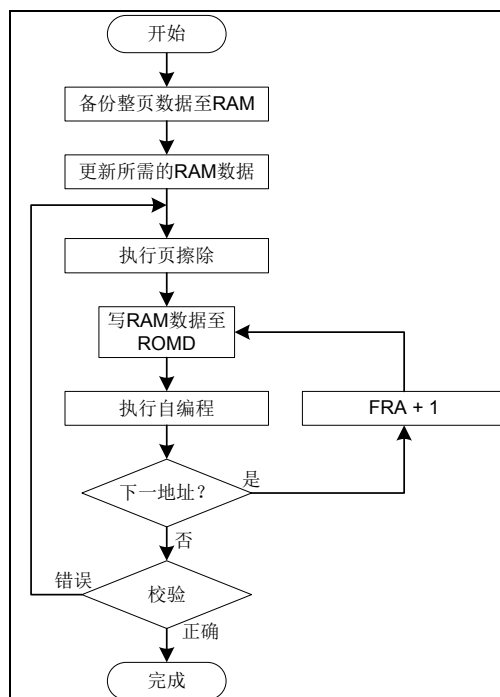 开始
备份整页数据至RAM
更新所需的RAM数据
执行页擦除
写RAM数据至
ROMD
执行自编程
FRA + 1
下一地址？
是
否
错误
校验
正确
完成